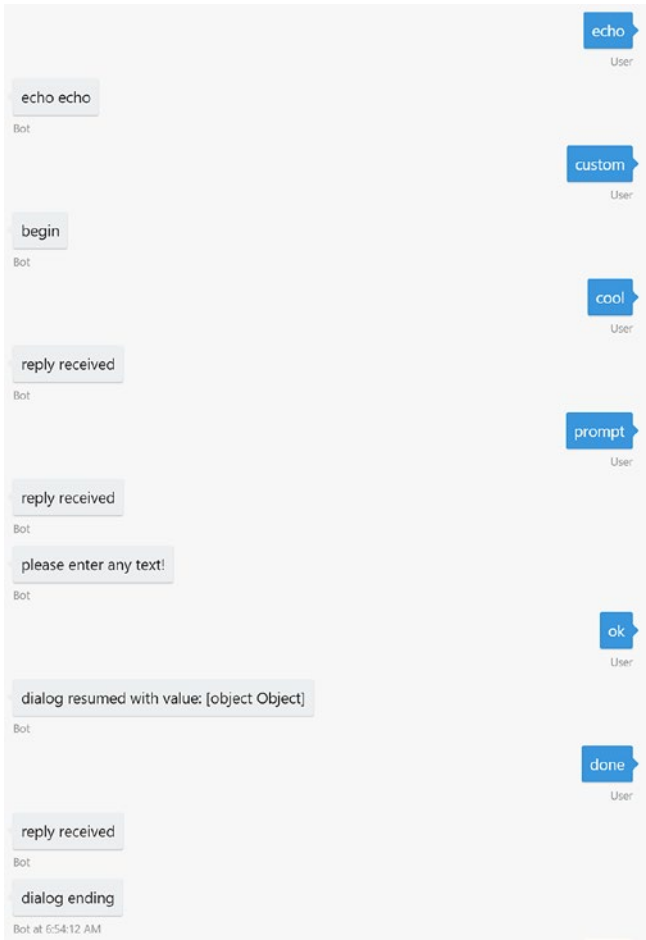 echo
User
echo echo
Bot
custom
User
begin
Bot
cool
User
reply received
Bot
prompt
User
reply received
Bot
please enter any text!
Bot
ok
User
dialog resumed with value: [object Object]
Bot
done
User
reply received
Bot
dialog ending
Bot at 6:54:12 AM